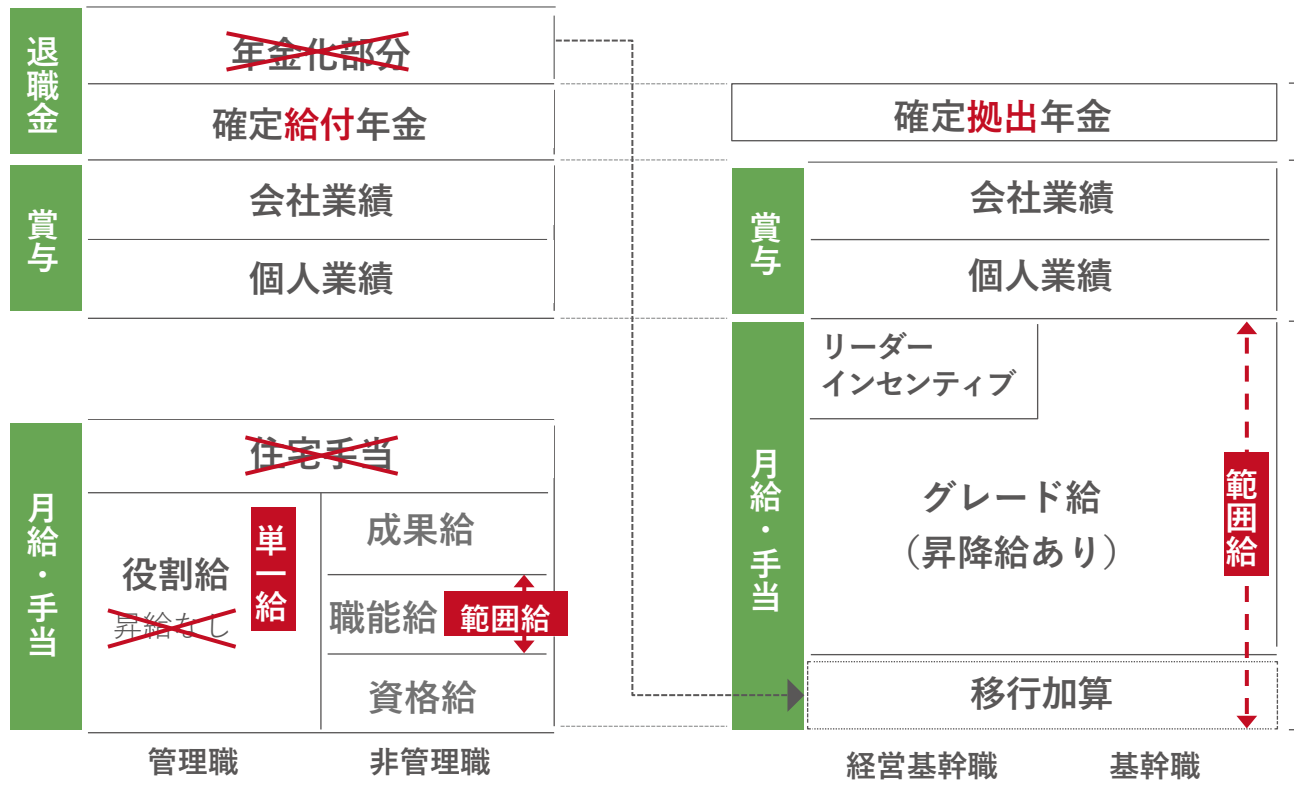 退職金
年金化部分
確定給付年金
賞与
会社業績
個人業績
月給・手当
住宅手当
役割給
昇給なし
単一給
成果給
職能給
範囲給
資格給
管理職
非管理職
確定拠出年金
賞与
会社業績
個人業績
月給・手当
リーダー
インセンティブ
グレード給
（昇降給あり）
範囲給
移行加算
経営基幹職
基幹職